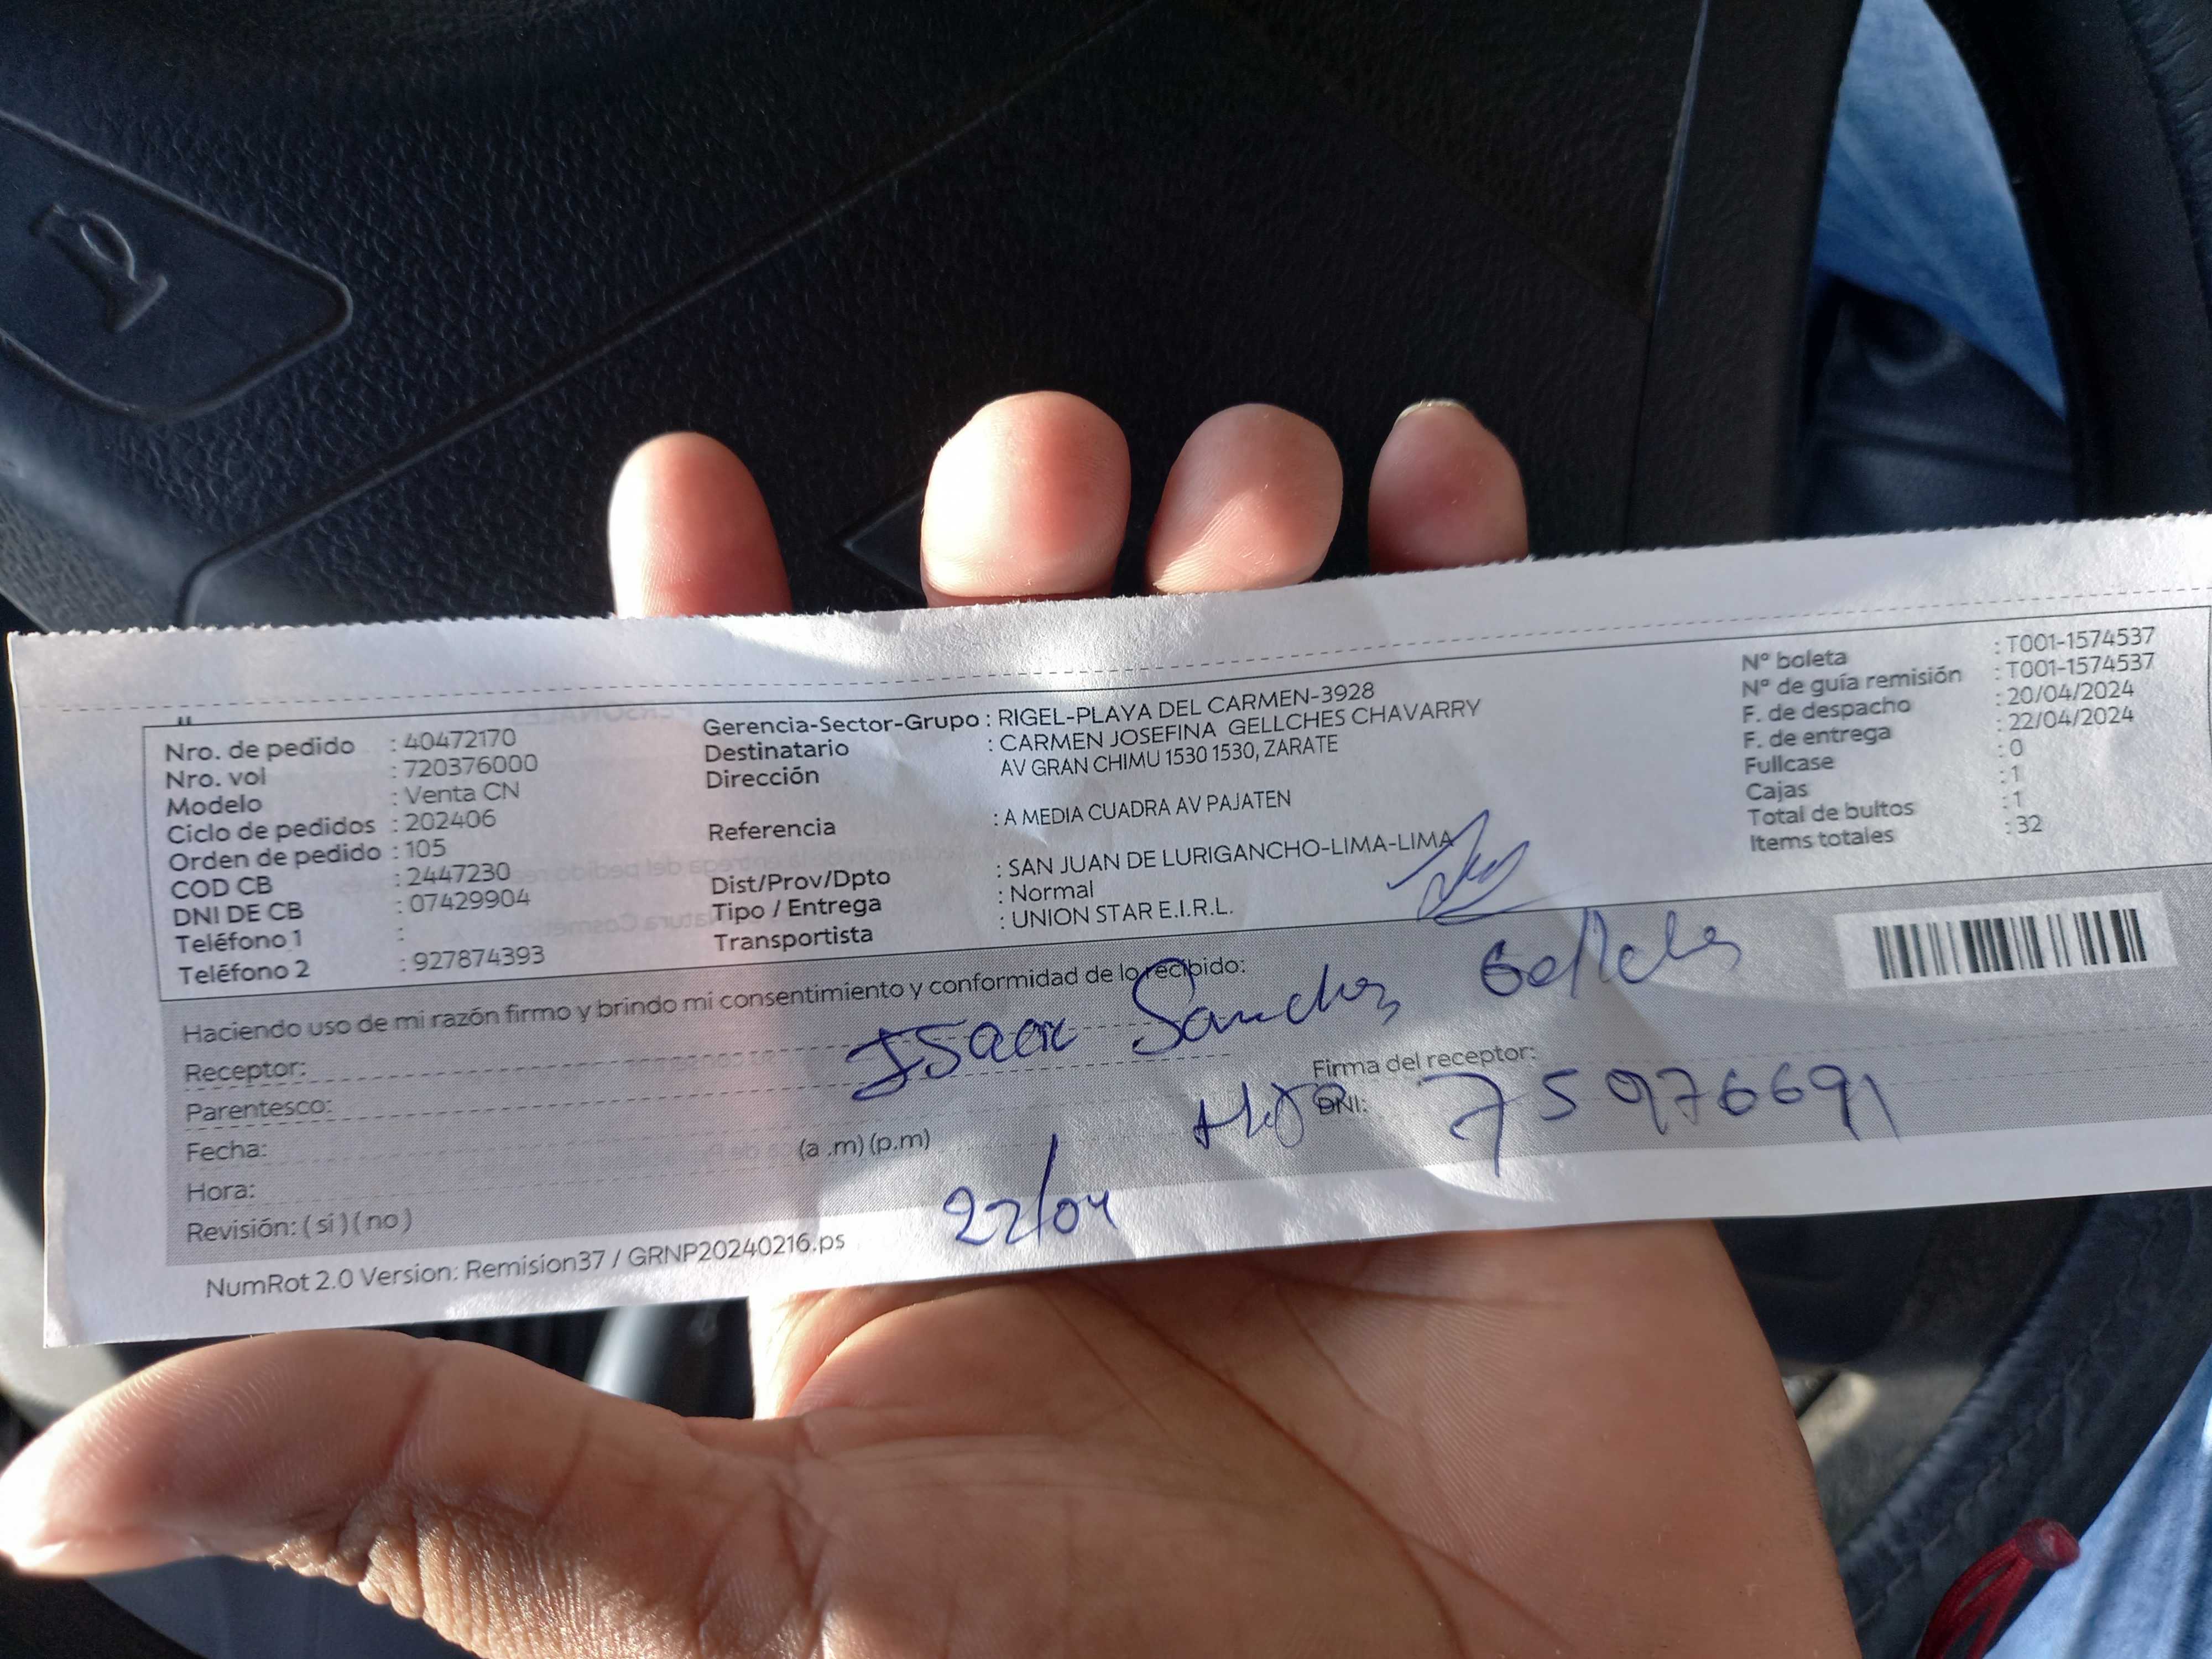 Nro. de pedido : 40472170
Nro. vol : 720376000
Modelo : Venta CN
Ciclo de pedidos : 202406
Orden de pedido : 105
COD CB : 2447230
DNI DE CB : 07429904
Teléfono 1 :
Teléfono 2 : 927874393
Gerencia-Sector-Grupo : RIGEL-PLAYA DEL CARMEN-3928
Destinatario : CARMEN JOSEFINA GELLCHES CHAVARRY
Dirección AV GRAN CHIMU 1530 1530, ZARATE
Referencia : A MEDIA CUADRA AV PAJATEN
Dist/Prov/Dpto : SAN JUAN DE LURIGANCHO-LIMA-LIMA
Tipo / Entrega : Normal
Transportista : UNION STAR E.I.R.L.
Nº boleta : T001-1574537
Nº de guía remisión : T001-1574537
F. de despacho : 20/04/2024
F. de entrega : 22/04/2024
Fullcase : 0
Cajas : 1
Total de bultos : 1
Items totales : 32
Haciendo uso de mi razón firmo y brindo mi consentimiento y conformidad de lo recibido:
Receptor: Isaac Sanchez Gellches
Parentesco: Hijo
Firma del receptor:
DNI: 75976691
Fecha: 22/04
(a .m) (p.m)
Hora:
Revisión: ( si ) ( no )
NumRot 2.0 Version: Remision37 / GRNP20240216.ps